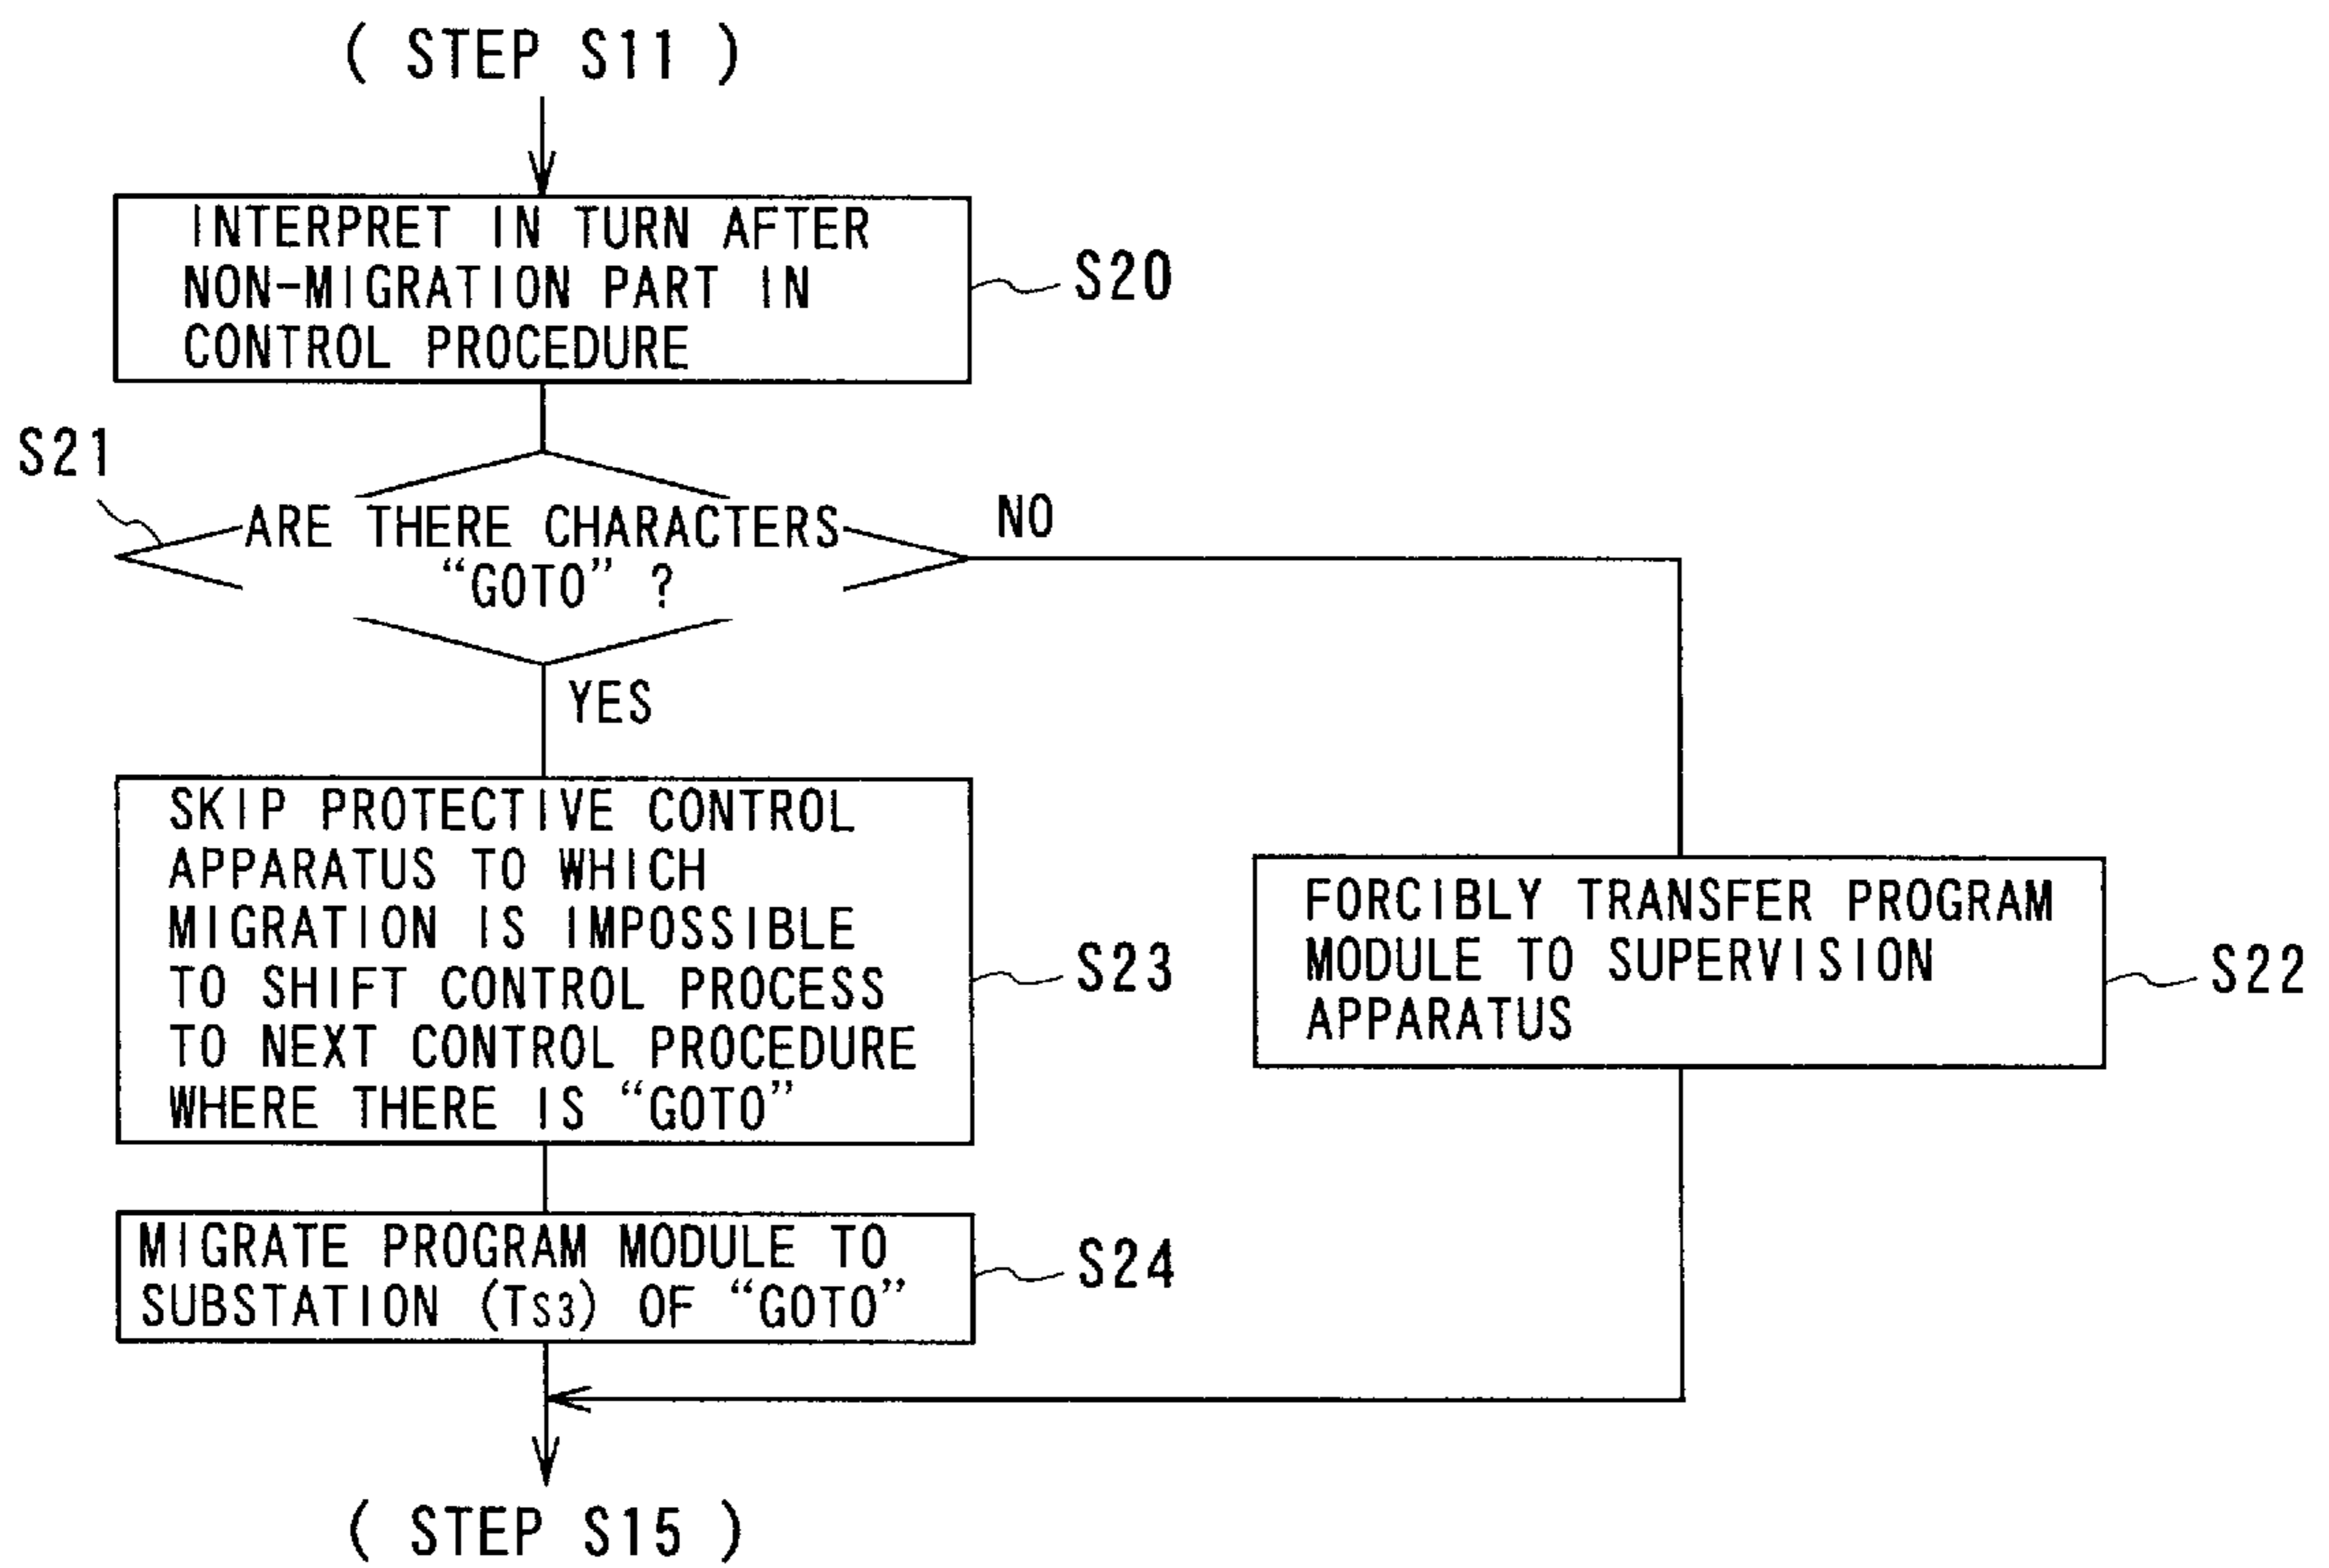 ( STEP S11 )
INTERPRET IN TURN AFTER
NON-MIGRATION PART IN
CONTROL PROCEDURE
S20
S21
ARE THERE CHARACTERS
“GOTO” ?
NO
YES
SKIP PROTECTIVE CONTROL
APPARATUS TO WHICH
MIGRATION IS IMPOSSIBLE
TO SHIFT CONTROL PROCESS
TO NEXT CONTROL PROCEDURE
WHERE THERE IS “GOTO”
S23
FORCIBLY TRANSFER PROGRAM
MODULE TO SUPERVISION
APPARATUS
S22
MIGRATE PROGRAM MODULE TO
SUBSTATION (TS3) OF “GOTO”
S24
( STEP S15 )